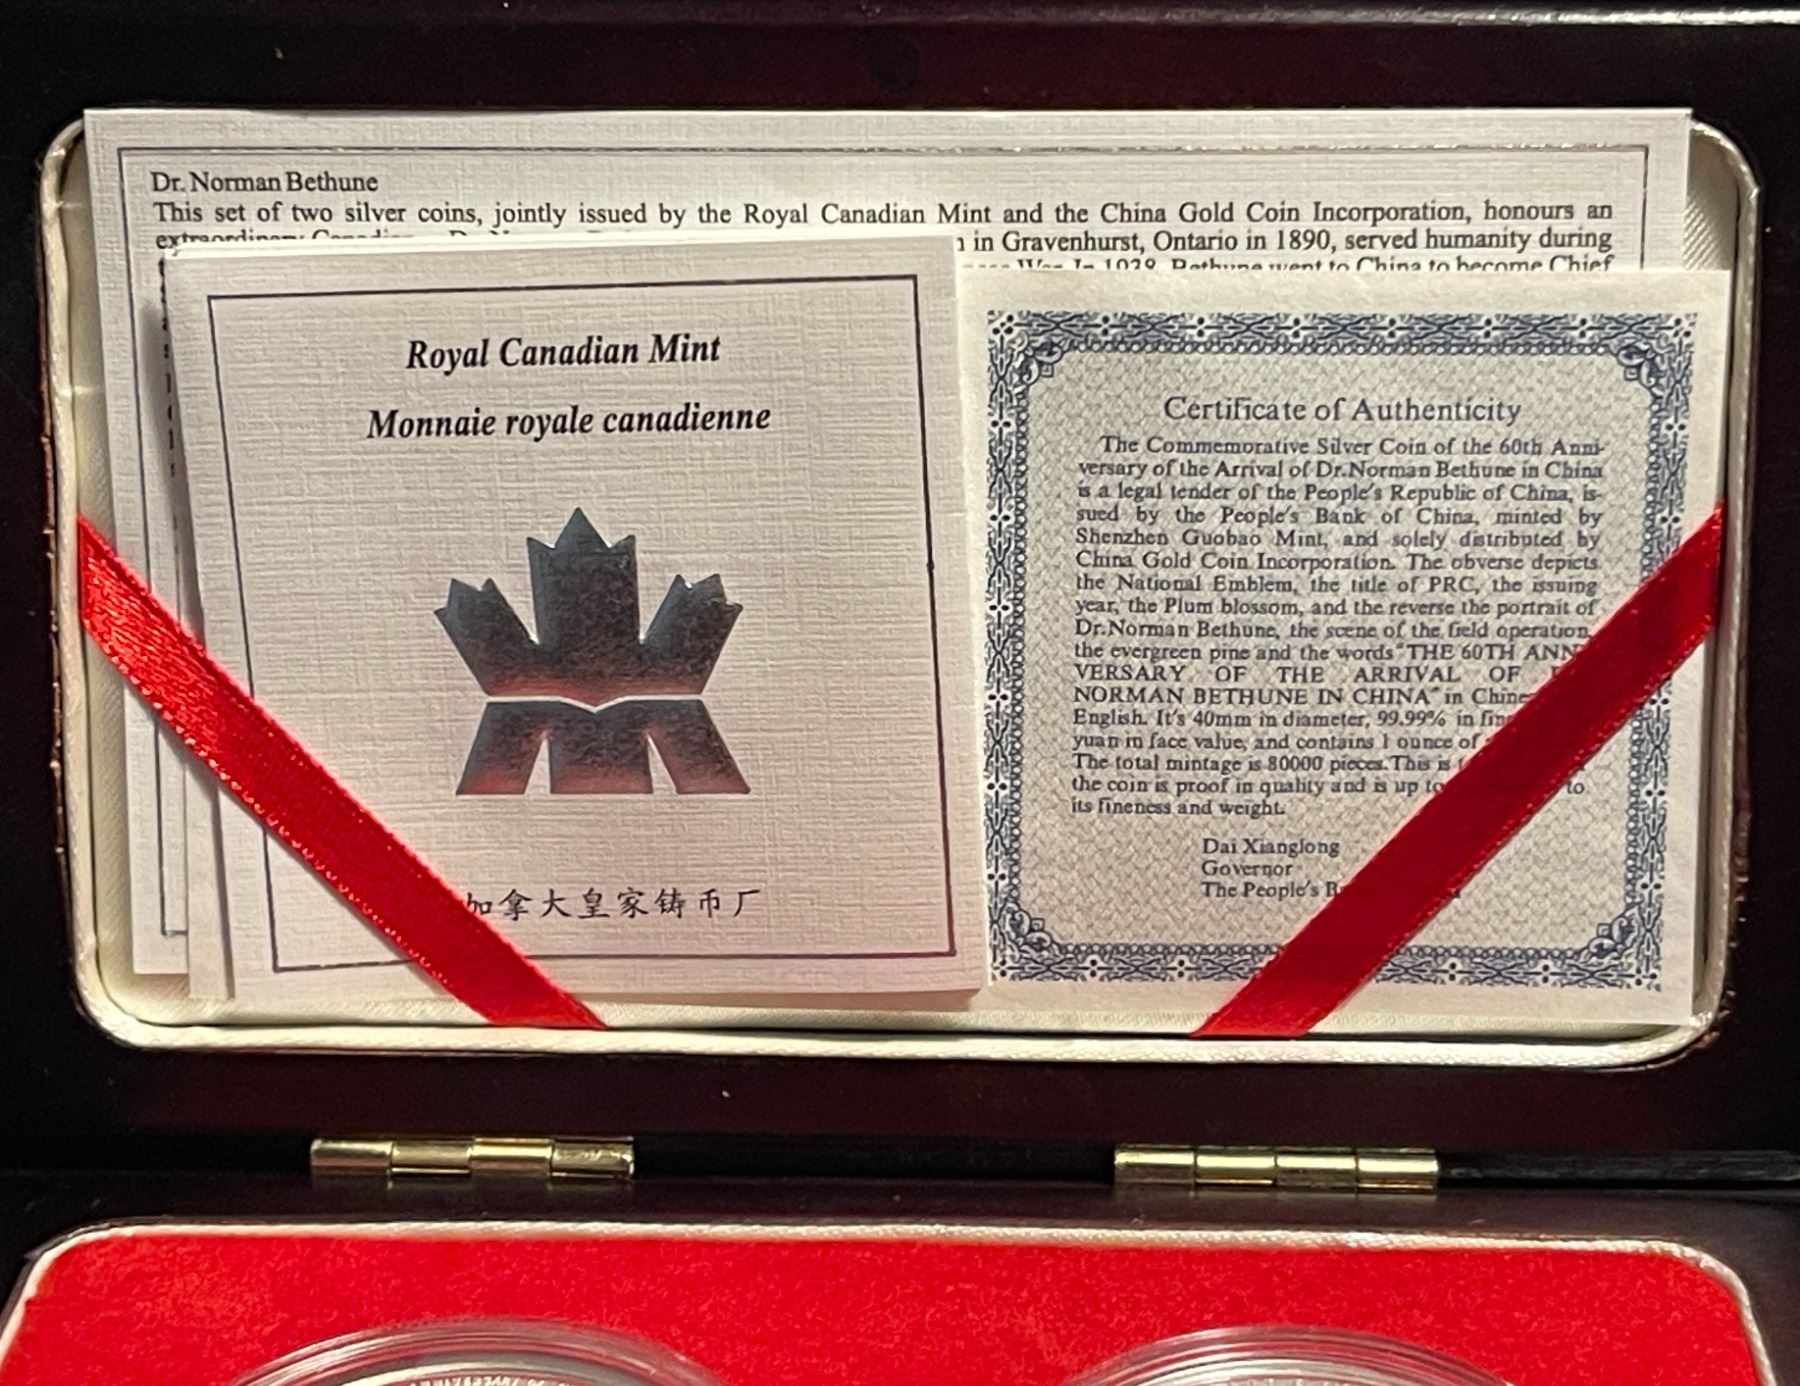 Dr. Norman Bethune
This set of two silver coins, jointly issued by the Royal Canadian Mint and the China Gold Coin Incorporation, honours an
extraordinary Canadian in Gravenhurst, Ontario in 1890, served humanity during
Bethune went to China to become Chief
Royal Canadian Mint
Monnaie royale canadienne
加拿大皇家铸币厂
Certificate of Authenticity
The Commemorative Silver Coin of the 60th Anni-
versary of the Arrival of Dr.Norman Bethune in China
is a legal tender of the People's Republic of China, is-
sued by the People's Bank of China, minted by
Shenzhen Guobao Mint, and solely distributed by
China Gold Coin Incorporation. The obverse depicts
the National Emblem, the title of PRC, the issuing
year, the Plum blossom, and the reverse the portrait of
Dr.Norman Bethune, the scene of the field operation,
the evergreen pine and the words "THE 60TH ANN
VERSARY OF THE ARRIVAL OF
NORMAN BETHUNE IN CHINA" in Chine
English. It's 40mm in diameter, 99.99% in fin
yuan in face value, and contains 1 ounce of
The total mintage is 80000 pieces. This is
the coin is proof in quality and is up to to
its fineness and weight.
Dai Xianglong
Governor
The People's